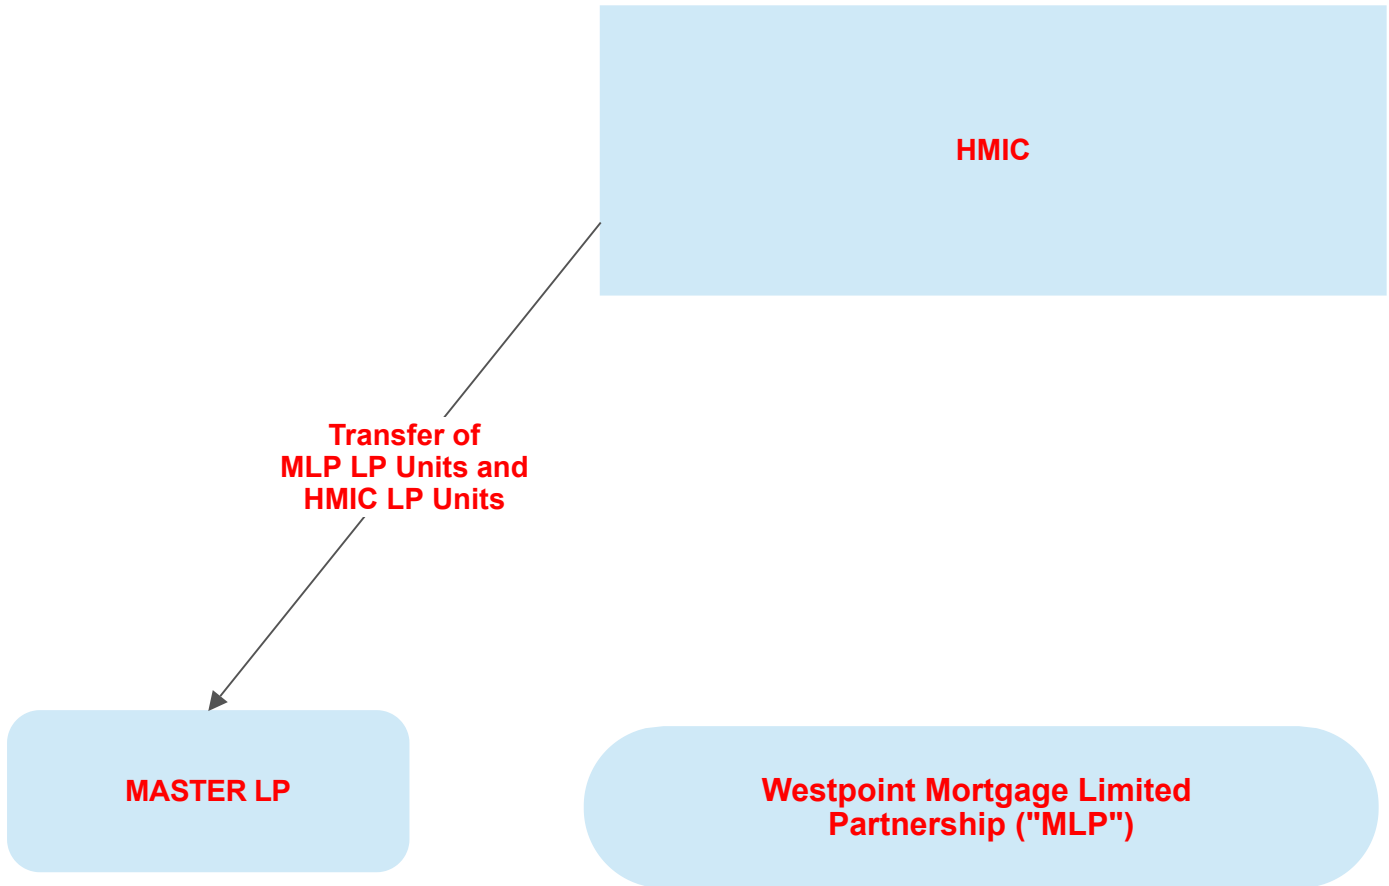 HMIC
Transfer of
MLP LP Units and
HMIC LP Units
MASTER LP
Westpoint Mortgage Limited
Partnership ("MLP")